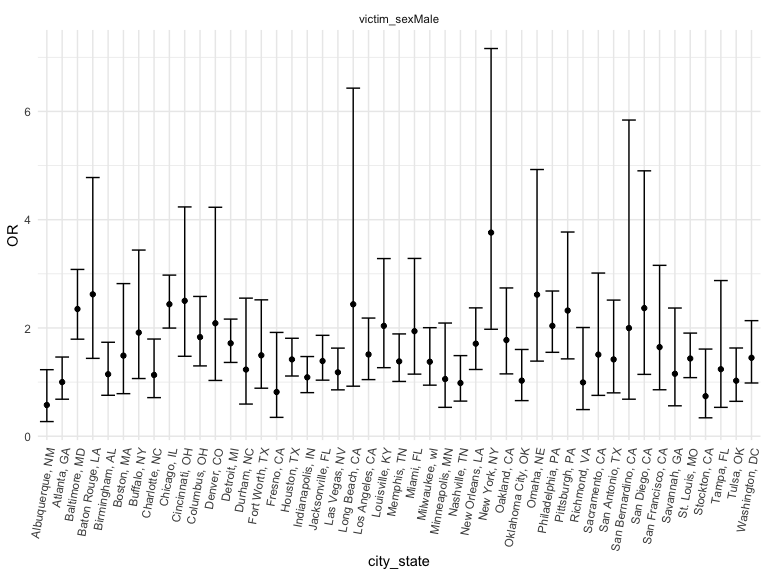 victim_sexMale
OR
6
4
2
0
Albuquerque, NM
Atlanta, GA
Baltimore, MD
Baton Rouge, LA
Birmingham, AL
Boston, MA
Buffalo, NY
Charlotte, NC
Chicago, IL
Cincinnati, OH
Columbus, OH
Denver, CO
Detroit, MI
Durham, NC
Fort Worth, TX
Fresno, CA
Houston, TX
Indianapolis, IN
Jacksonville, FL
Las Vegas, NV
Long Beach, CA
Los Angeles, CA
Louisville, KY
Memphis, TN
Miami, FL
Milwaukee, wI
Minneapolis, MN
Nashville, TN
New Orleans, LA
New York, NY
Oakland, CA
Oklahoma City, OK
Omaha, NE
Philadelphia, PA
Pittsburgh, PA
Richmond, VA
Sacramento, CA
San Antonio, TX
San Bernardino, CA
San Diego, CA
San Francisco, CA
Savannah, GA
St. Louis, MO
Stockton, CA
Tampa, FL
Tulsa, OK
Washington, DC
city_state